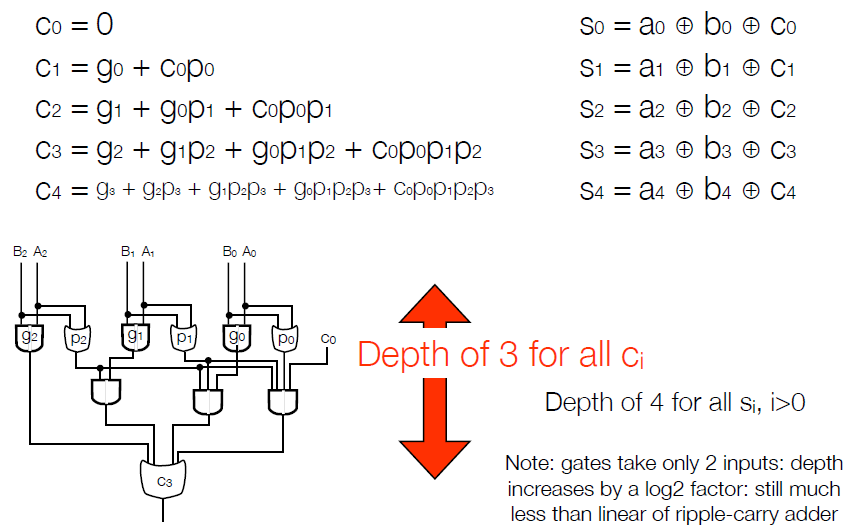 c₀ = 0
c₁ = g₀ + c₀p₀
c₂ = g₁ + g₀p₁ + c₀p₀p₁
c₃ = g₂ + g₁p₂ + g₀p₁p₂ + c₀p₀p₁p₂
c₄ = g₃ + g₂p₃ + g₁p₂p₃ + g₀p₁p₂p₃+ c₀p₀p₁p₂p₃
s₀ = a₀ ⊕ b₀ ⊕ c₀
s₁ = a₁ ⊕ b₁ ⊕ c₁
s₂ = a₂ ⊕ b₂ ⊕ c₂
s₃ = a₃ ⊕ b₃ ⊕ c₃
s₄ = a₄ ⊕ b₄ ⊕ c₄
B₂ A₂ B₁ A₁ B₀ A₀
g₂ p₂ g₁ p₁ g₀ p₀ C₀
C₃
Depth of 3 for all cᵢ
Depth of 4 for all sᵢ, i>0
Note: gates take only 2 inputs: depth
increases by a log2 factor: still much
less than linear of ripple-carry adder